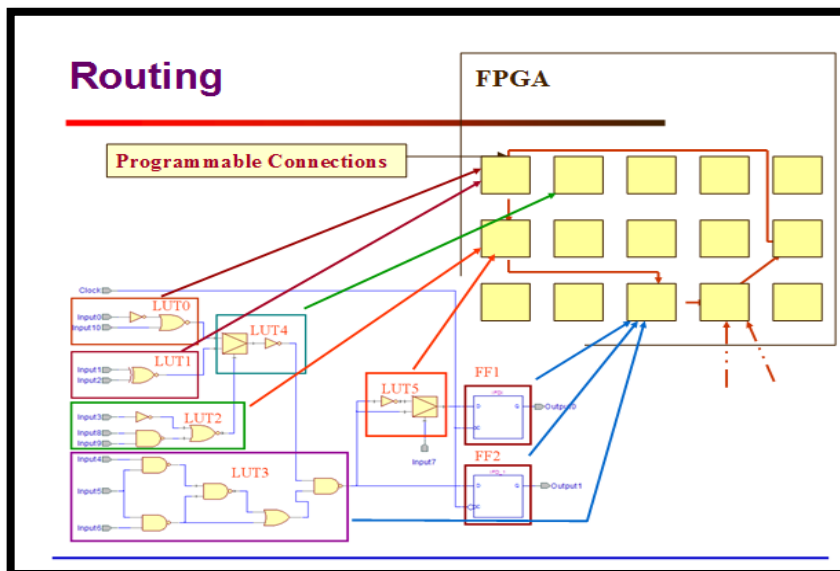 Routing
FPGA
Programmable Connections
Clock
LUT0
Input0
Input10
LUT4
LUT1
Input1
Input2
LUT5
FF1
Output0
Input3
LUT2
Input8
Input9
Input7
FF2
Input4
LUT3
Input5
Output1